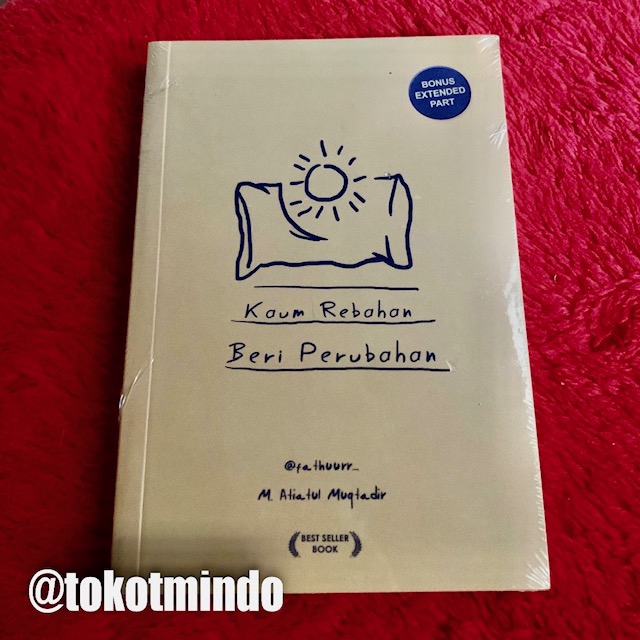 BONUS
EXTENDED
PART
Kaum Rebahan
Beri Perubahan
@fathuurr_
M. Atiatul Muqtadir
BEST SELLER
BOOK
@tokotmindo